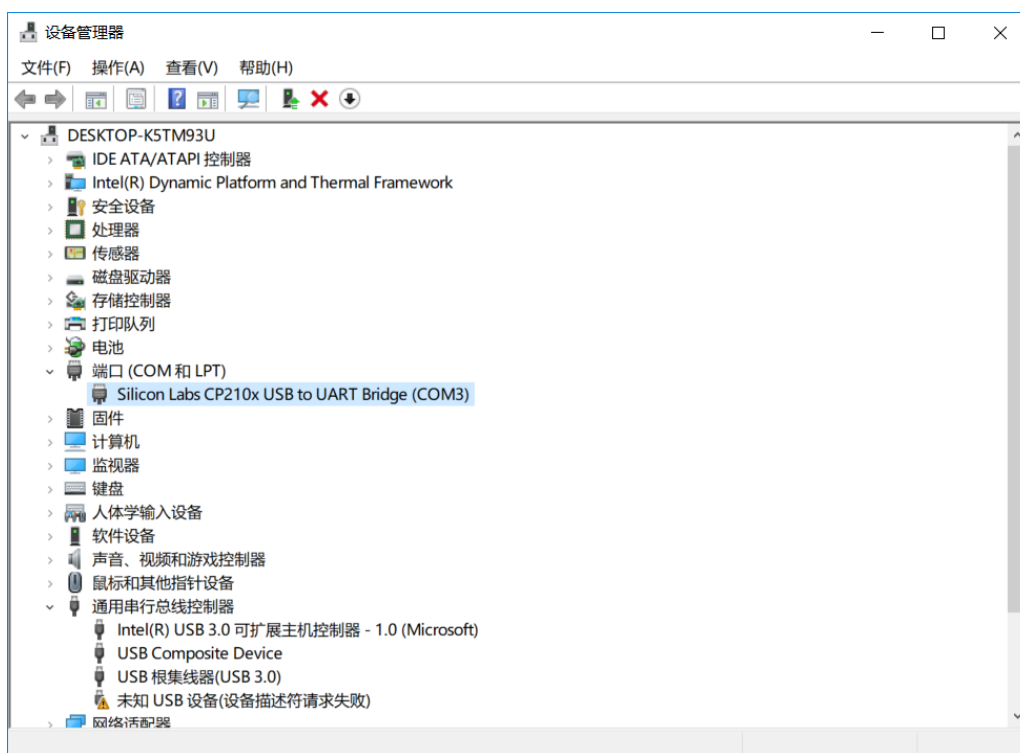 设备管理器
文件(F) 操作(A) 查看(V) 帮助(H)
DESKTOP-K5TM93U
IDE ATA/ATAPI 控制器
Intel(R) Dynamic Platform and Thermal Framework
安全设备
处理器
传感器
磁盘驱动器
存储控制器
打印队列
电池
端口 (COM 和 LPT)
Silicon Labs CP210x USB to UART Bridge (COM3)
固件
计算机
监视器
键盘
人体学输入设备
软件设备
声音、视频和游戏控制器
鼠标和其他指针设备
通用串行总线控制器
Intel(R) USB 3.0 可扩展主机控制器 - 1.0 (Microsoft)
USB Composite Device
USB 根集线器(USB 3.0)
未知 USB 设备(设备描述符请求失败)
网络适配器